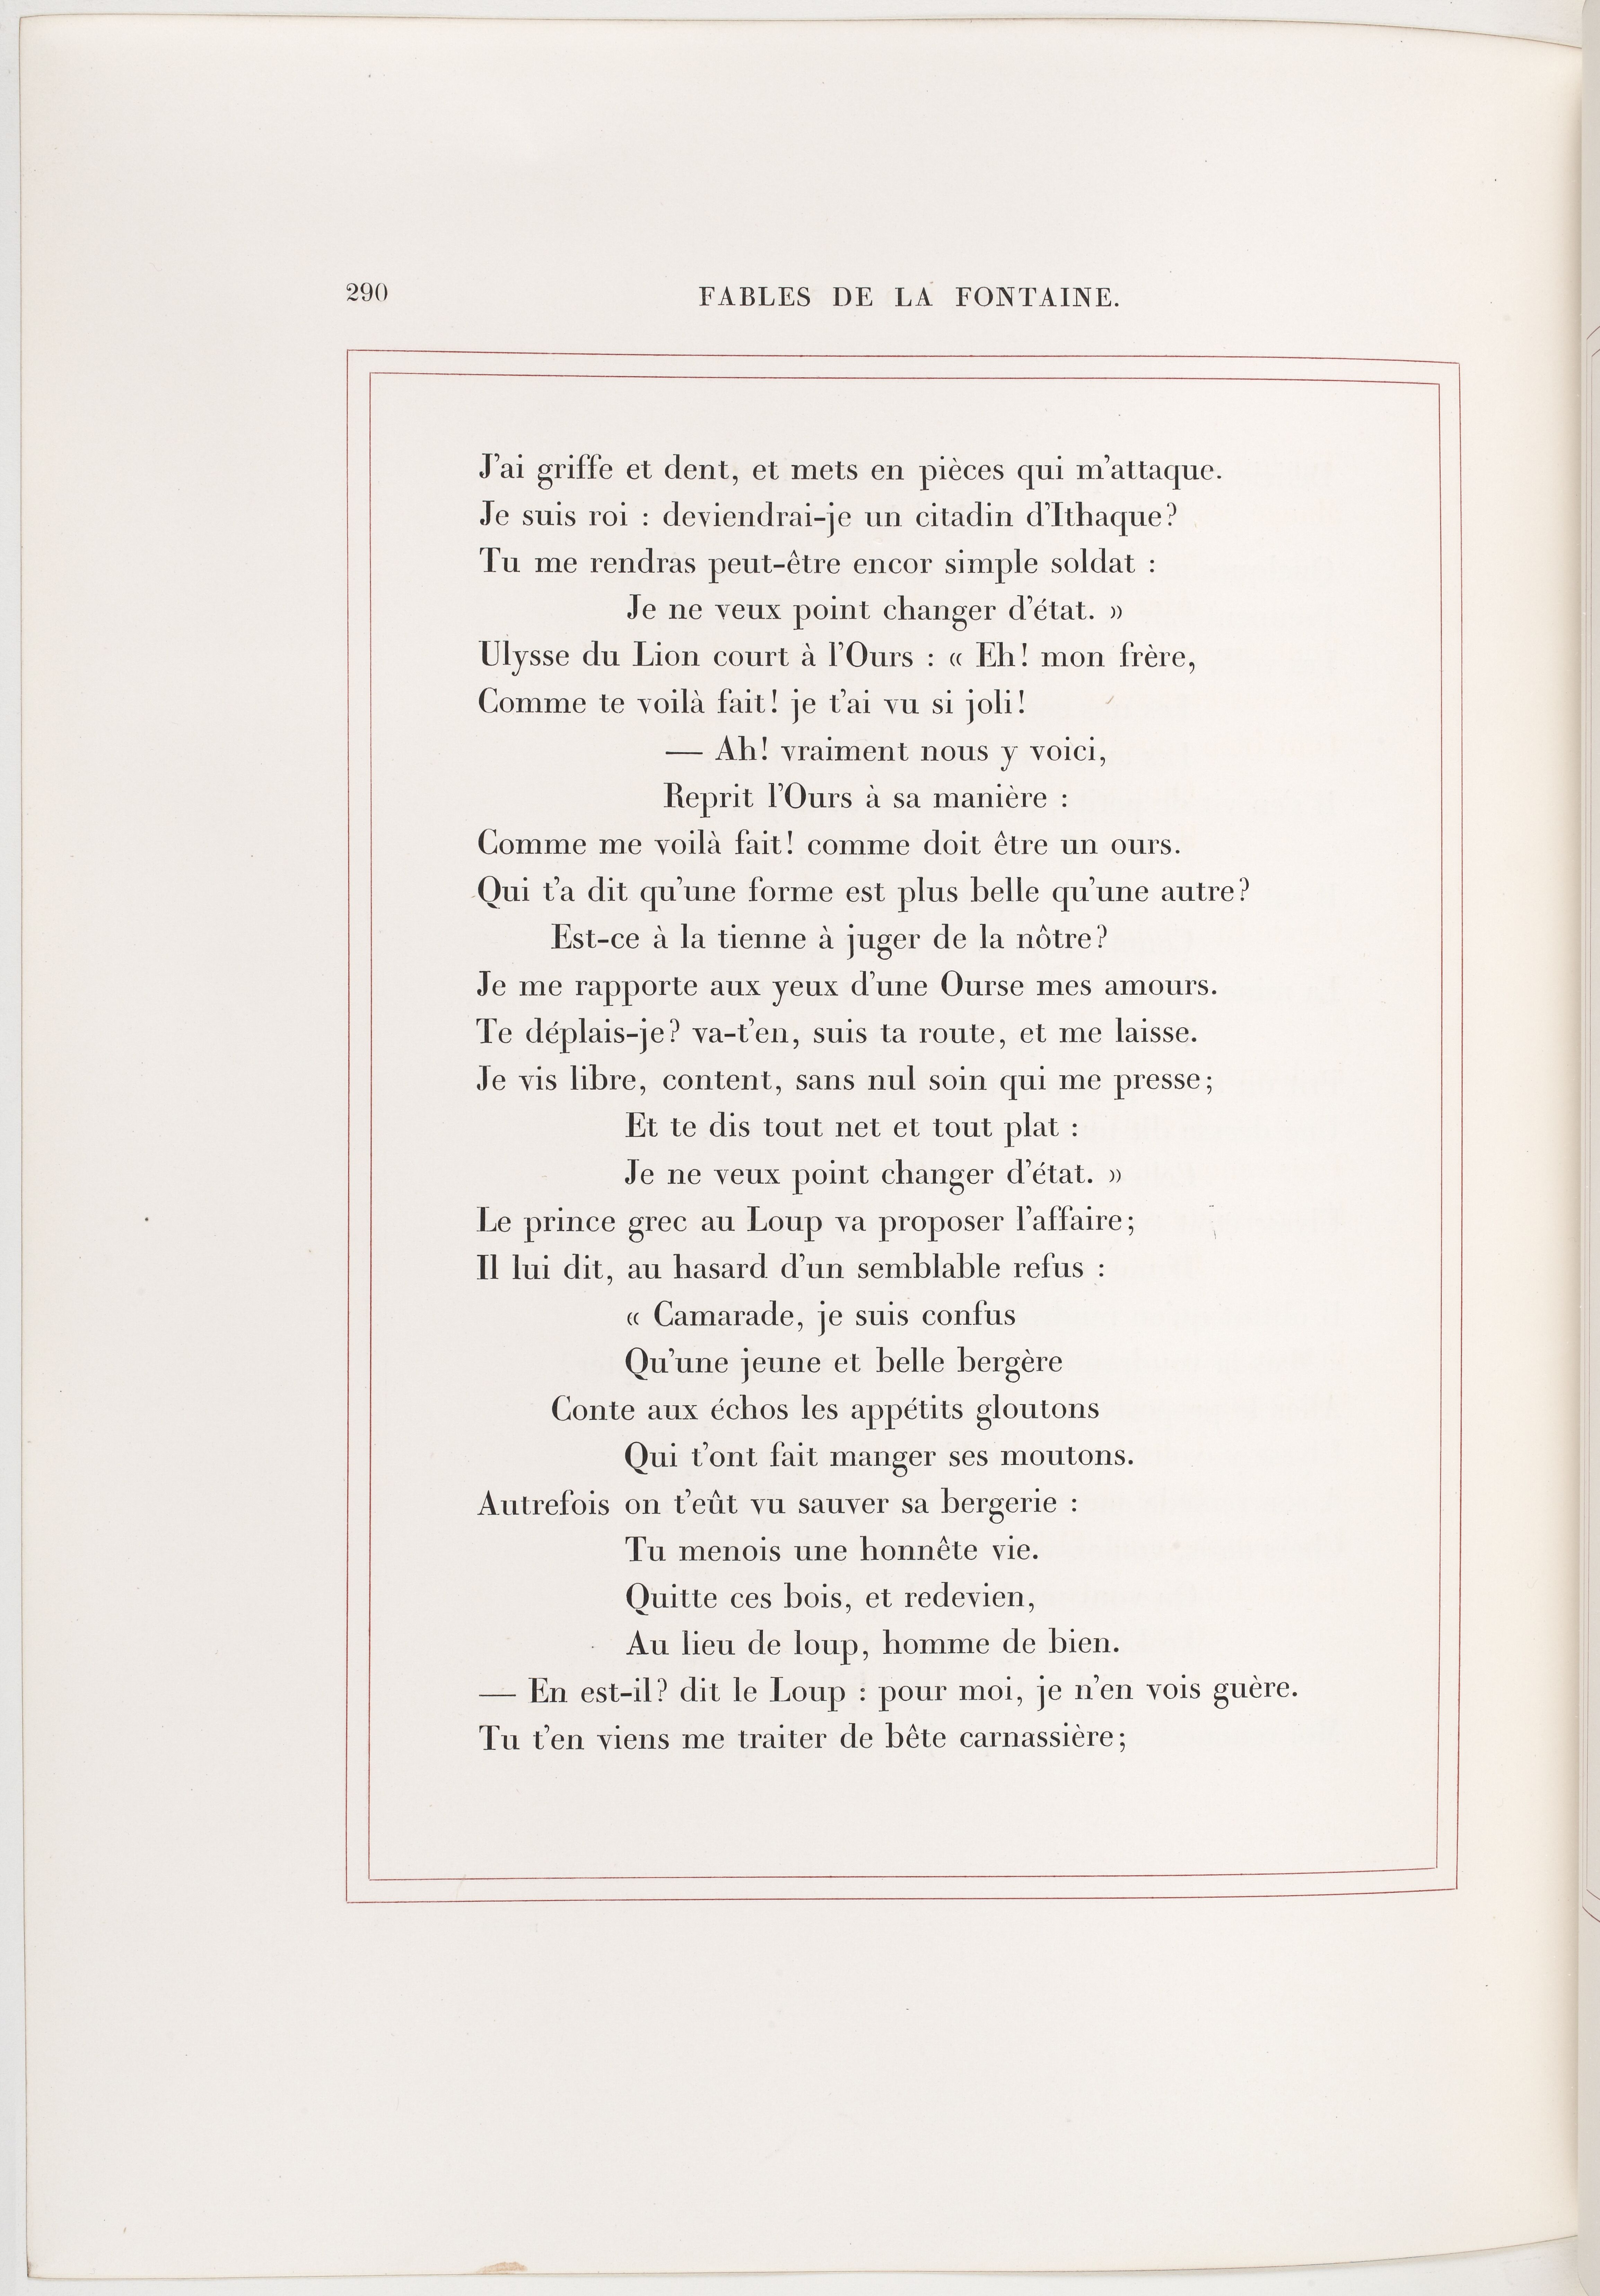 290
FABLES DE LA FONTAINE.
J'ai griffe et dent, et mets en pièces qui m'attaque.
Je suis roi : deviendrai-je un citadin d'Ithaque?
Tu me rendras peut-être encor simple soldat :
Je ne veux point changer d'état. »
Ulysse du Lion court à l'Ours : « Eh! mon frère,
Comme te voilà fait! je t'ai vu si joli!
— Ah! vraiment nous y voici,
Reprit l'Ours à sa manière :
Comme me voilà fait! comme doit être un ours.
Qui t'a dit qu'une forme est plus belle qu'une autre?
Est-ce à la tienne à juger de la nôtre?
Je me rapporte aux yeux d'une Ourse mes amours.
Te déplais-je? va-t'en, suis ta route, et me laisse.
Je vis libre, content, sans nul soin qui me presse;
Et te dis tout net et tout plat :
Je ne veux point changer d'état. »
Le prince grec au Loup va proposer l'affaire;
Il lui dit, au hasard d'un semblable refus :
« Camarade, je suis confus
Qu'une jeune et belle bergère
Conte aux échos les appétits gloutons
Qui t'ont fait manger ses moutons.
Autrefois on t'eût vu sauver sa bergerie :
Tu menois une honnête vie.
Quitte ces bois, et redevien,
Au lieu de loup, homme de bien.
— En est-il? dit le Loup : pour moi, je n'en vois guère.
Tu t'en viens me traiter de bête carnassière;